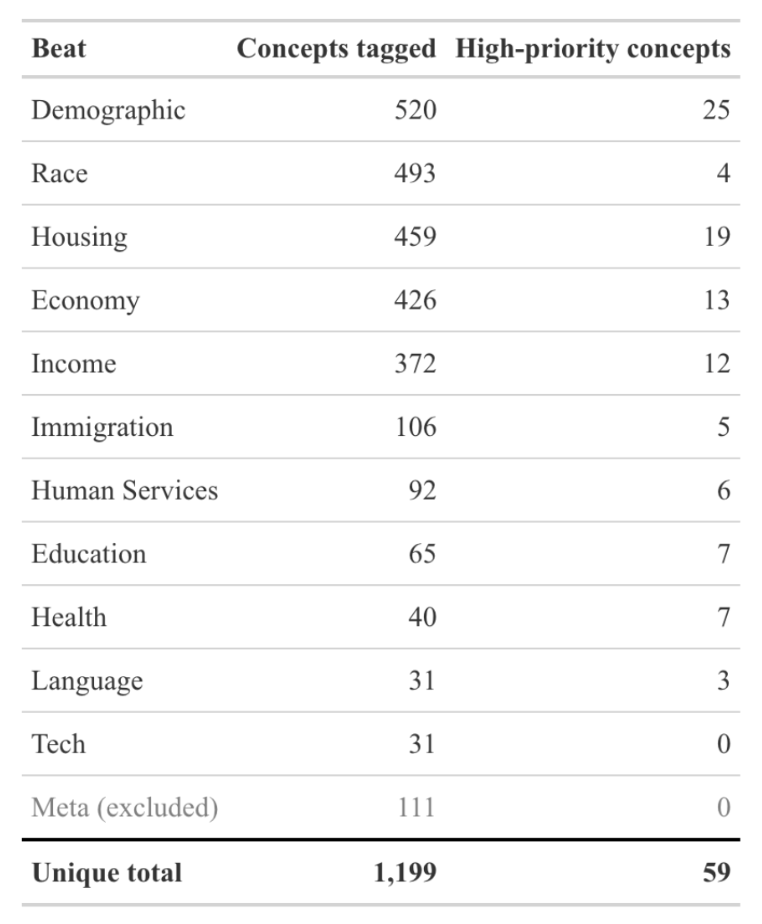 Beat Concepts tagged High-priority concepts
Demographic 520 25
Race 493 4
Housing 459 19
Economy 426 13
Income 372 12
Immigration 106 5
Human Services 92 6
Education 65 7
Health 40 7
Language 31 3
Tech 31 0
Meta (excluded) 111 0
Unique total 1,199 59